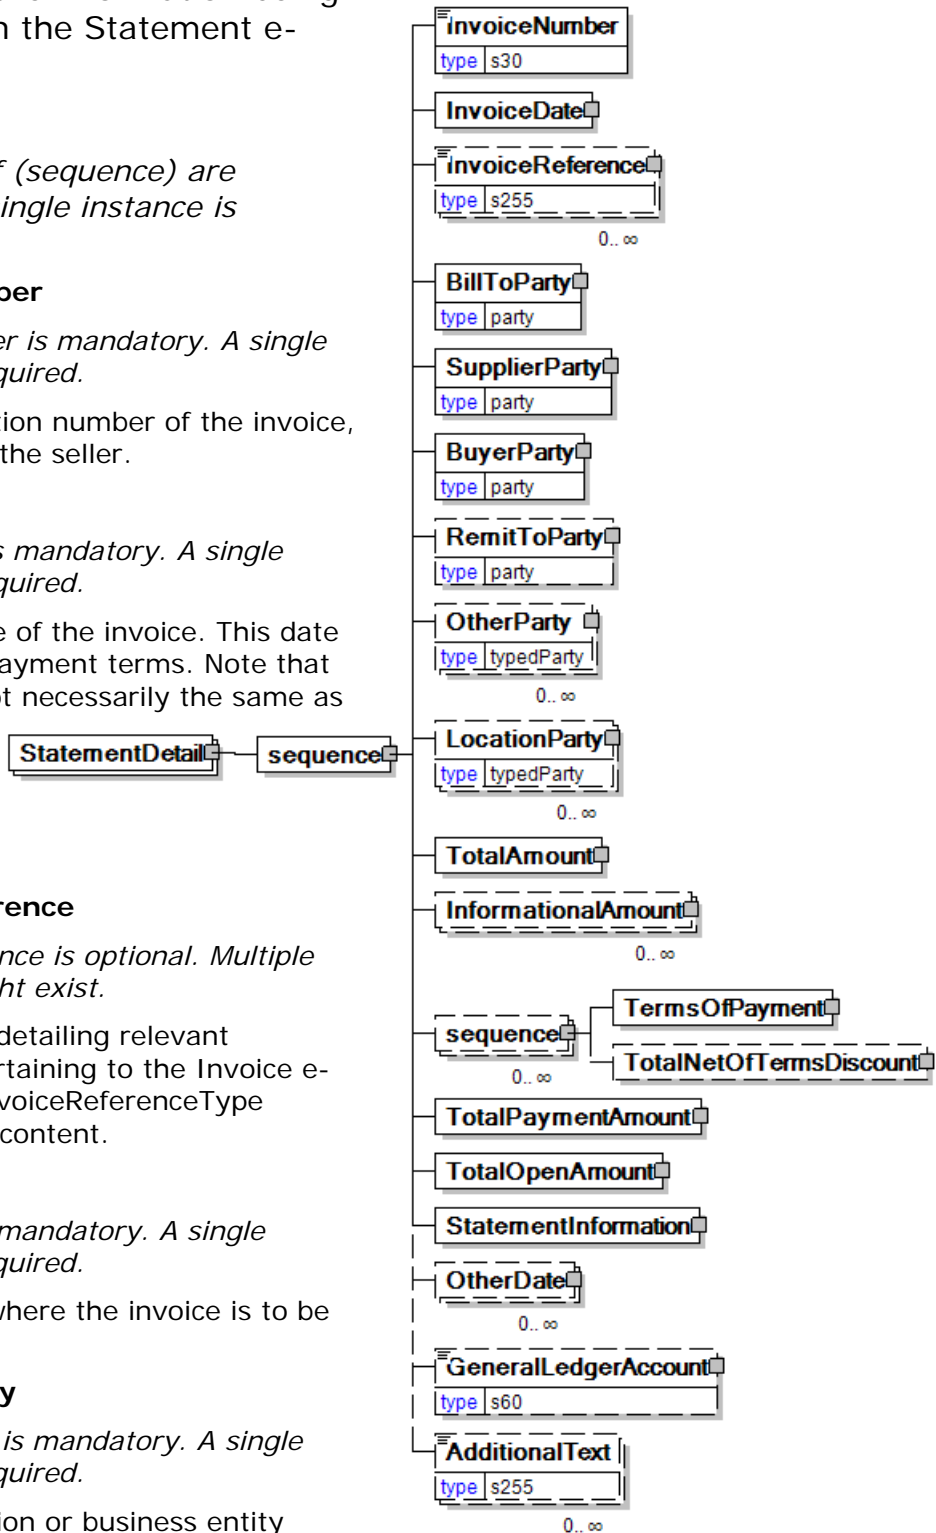 n the Statement e-
f (sequence) are
ingle instance is
er is mandatory. A single
quired.
tion number of the invoice,
the seller.
s mandatory. A single
quired.
e of the invoice. This date
ayment terms. Note that
ot necessarily the same as
rence
nce is optional. Multiple
ht exist.
detailing relevant
rtaining to the Invoice e-
voiceReferenceType
content.
mandatory. A single
quired.
where the invoice is to be
y
is mandatory. A single
quired.
ion or business entity
StatementDetail
sequence
InvoiceNumber
type s30
InvoiceDate
InvoiceReference
type s255
0.. ∞
BillToParty
type party
SupplierParty
type party
BuyerParty
type party
RemitToParty
type party
OtherParty
type typedParty
0.. ∞
LocationParty
type typedParty
0.. ∞
TotalAmount
InformationalAmount
0.. ∞
sequence
0.. ∞
TermsOfPayment
TotalNetOfTermsDiscount
TotalPaymentAmount
TotalOpenAmount
StatementInformation
OtherDate
0.. ∞
GeneralLedgerAccount
type s60
AdditionalText
type s255
0.. ∞